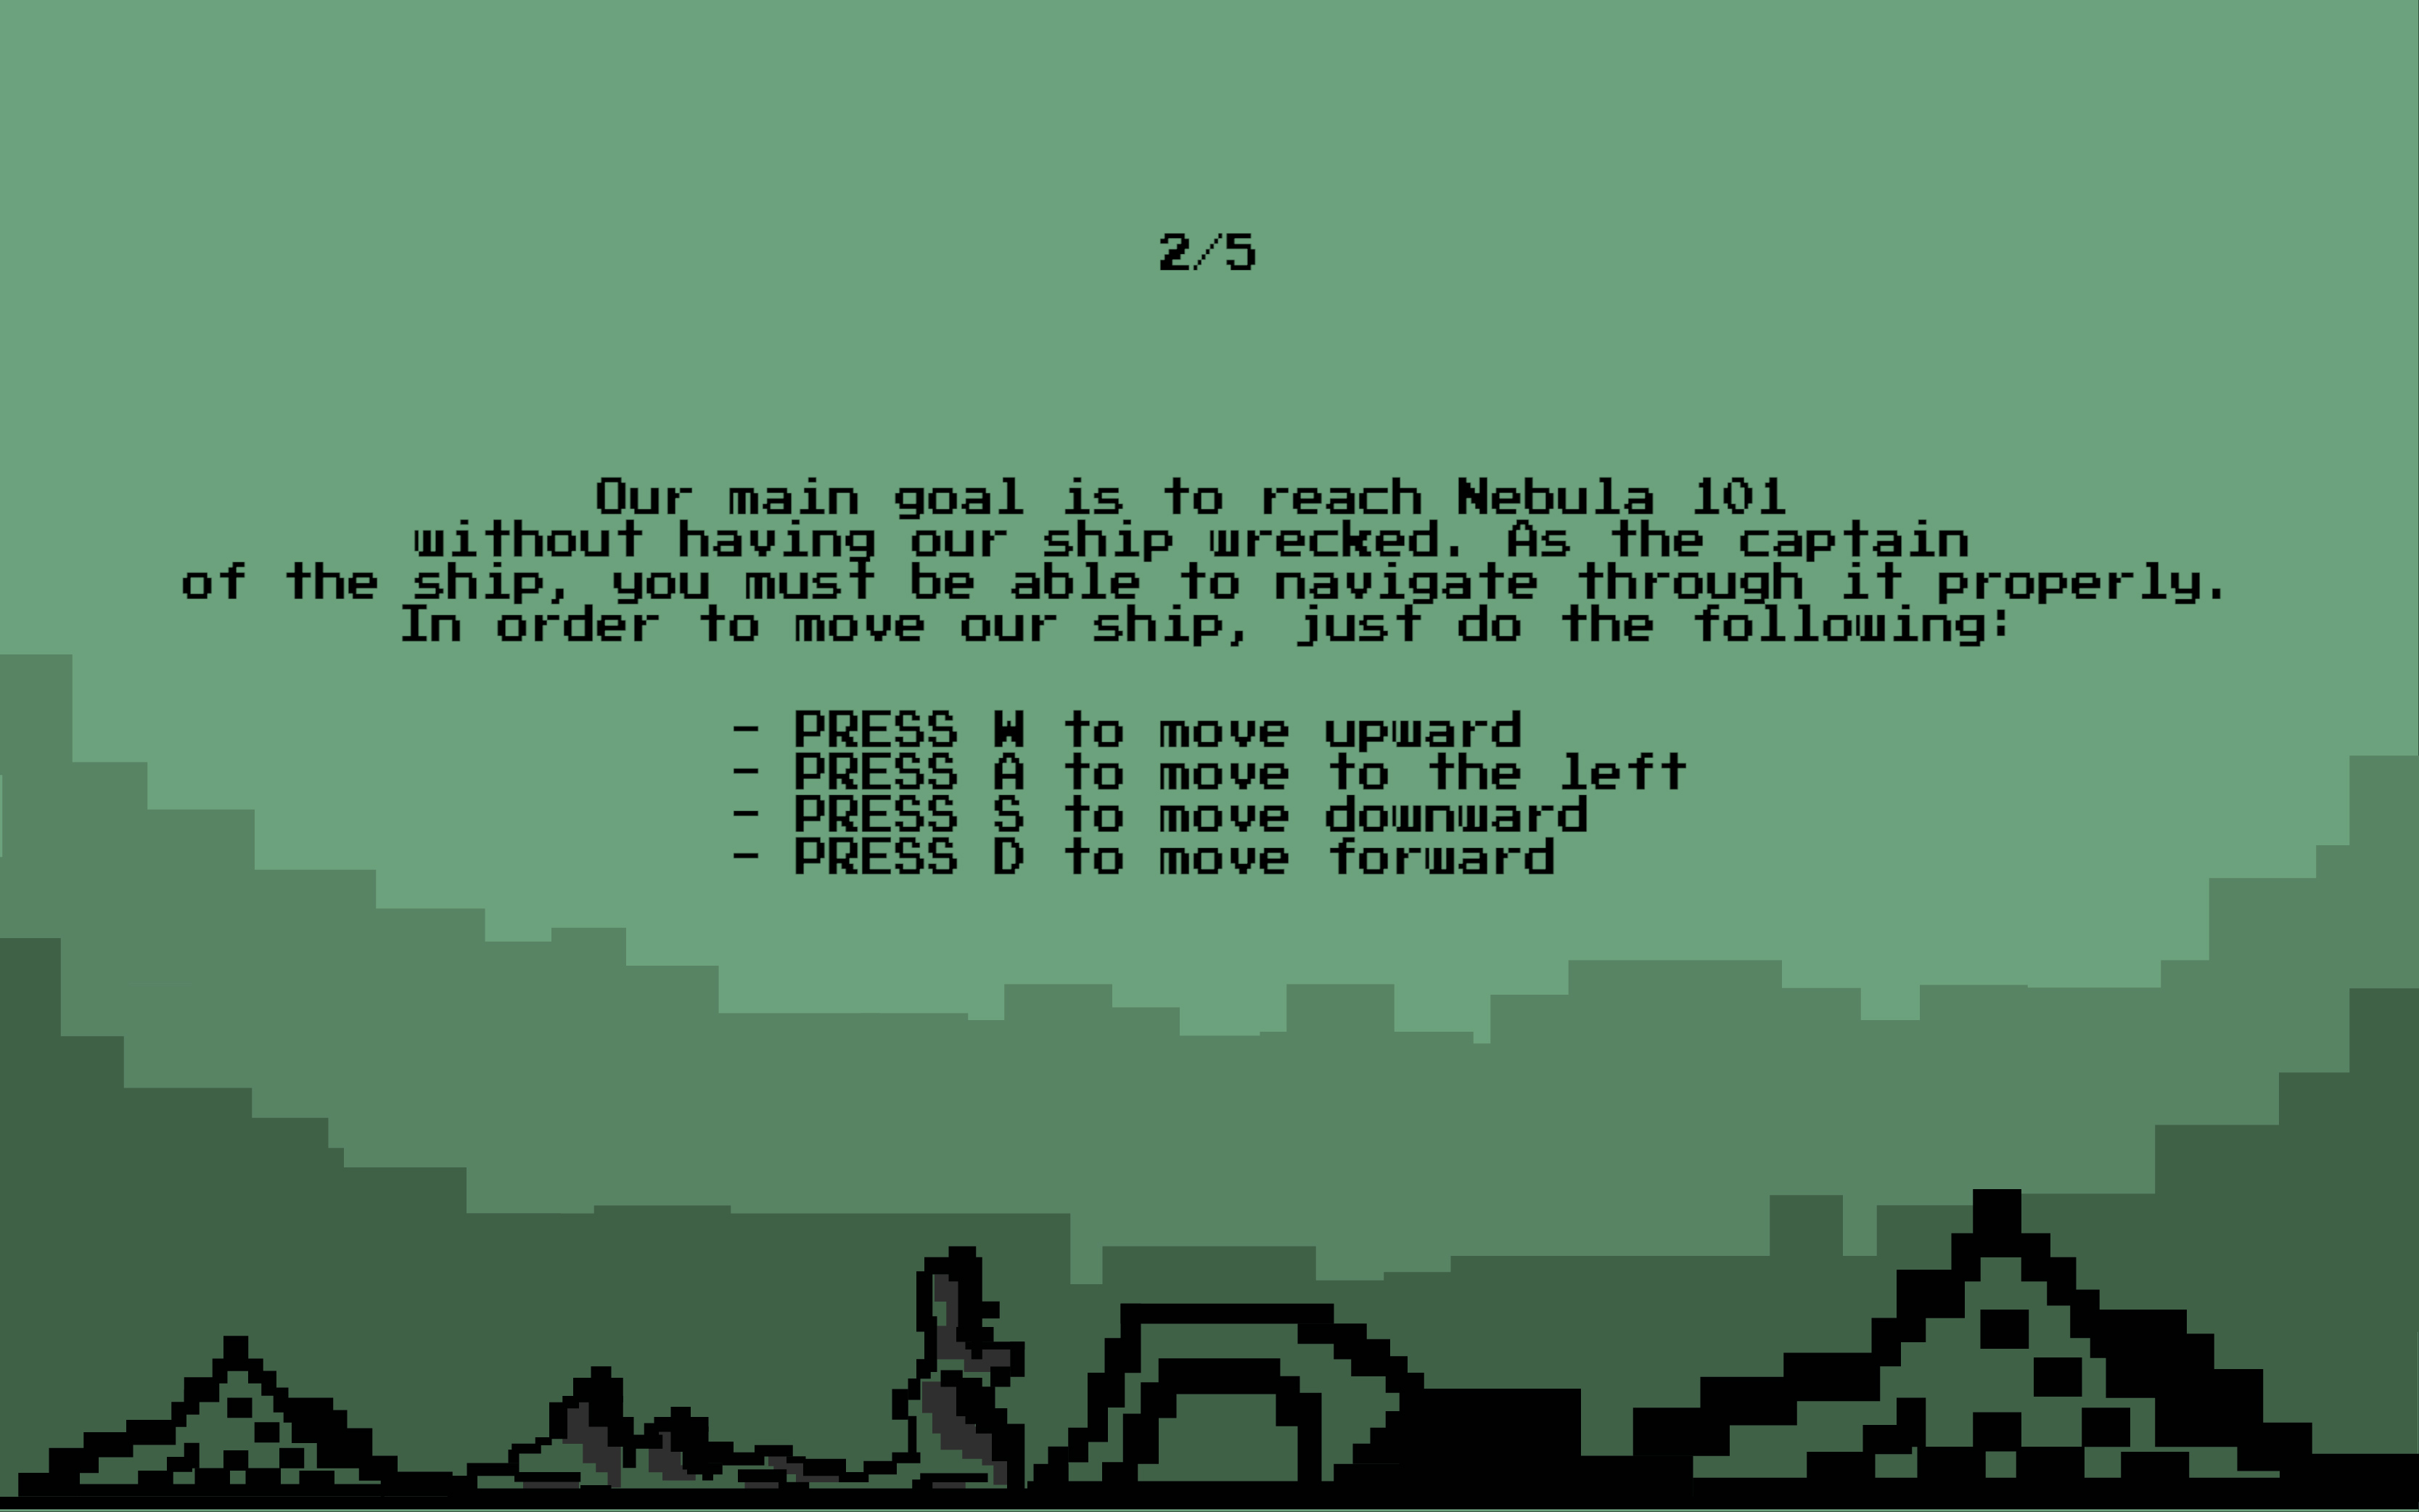 2/5
Our main goal is to reach Nebula 101
without having our ship wrecked. As the captain
of the ship, you must be able to navigate through it properly.
In order to move our ship, just do the following:
- PRESS W to move upward
- PRESS A to move to the left
- PRESS S to move downward
- PRESS D to move forward